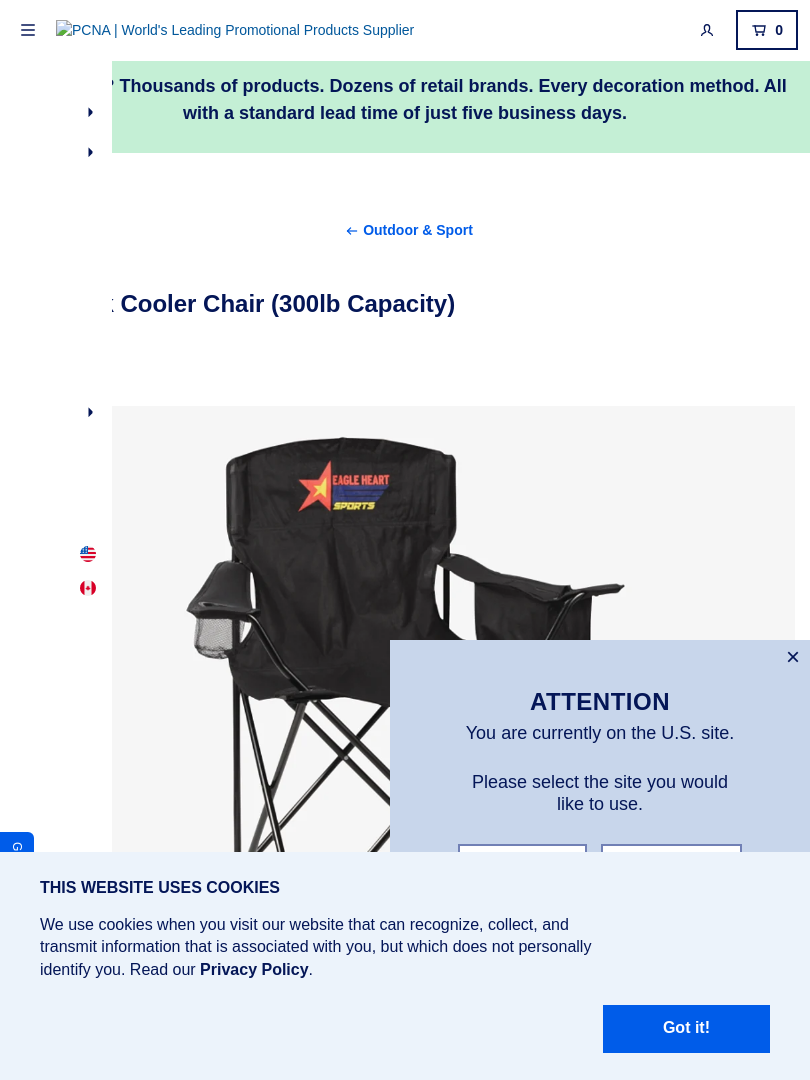 PCNA | World's Leading Promotional Products Supplier
0
? Thousands of products. Dozens of retail brands. Every decoration method. All
with a standard lead time of just five business days.
Outdoor & Sport
Cooler Chair (300lb Capacity)
EAGLE HEART
SPORTS
ATTENTION
You are currently on the U.S. site.
Please select the site you would
like to use.
G
THIS WEBSITE USES COOKIES
We use cookies when you visit our website that can recognize, collect, and
transmit information that is associated with you, but which does not personally
identify you. Read our Privacy Policy.
Got it!